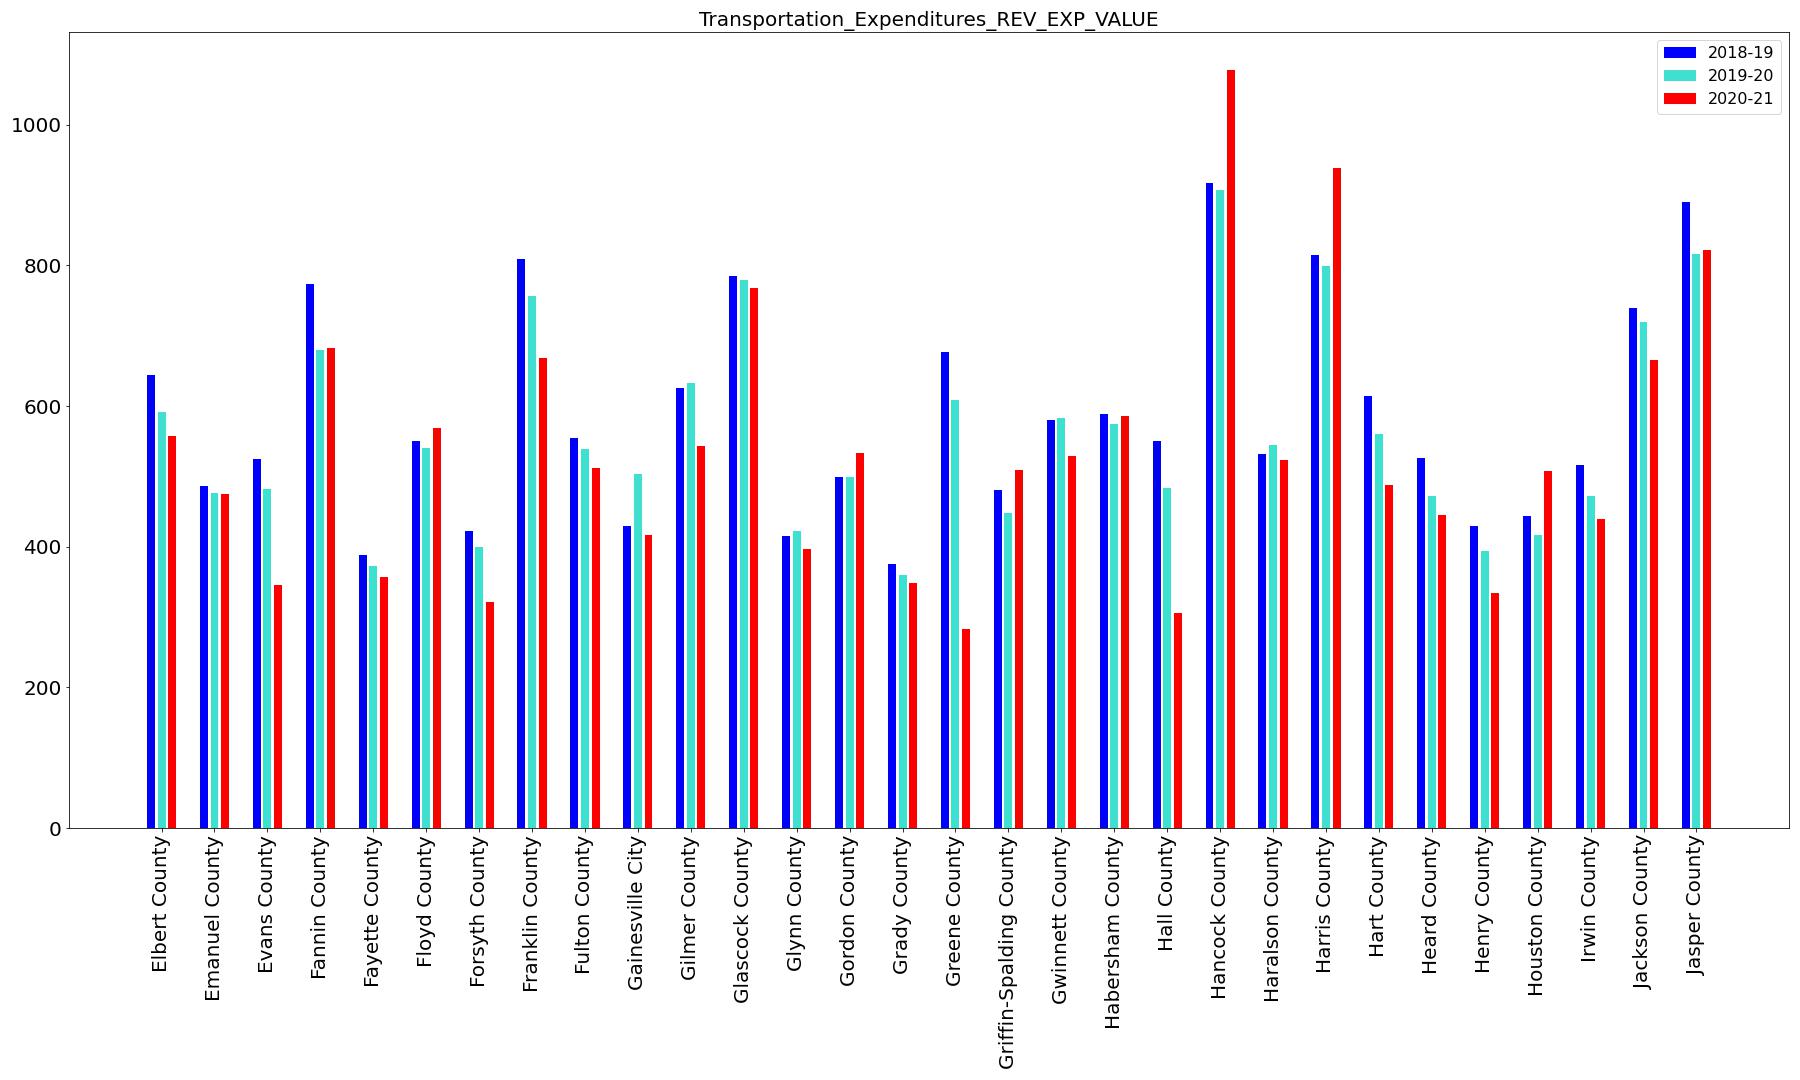 Transportation_Expenditures_REV_EXP_VALUE
2018-19
2019-20
2020-21
1000
800
600
400
200
0
Elbert County
Emanuel County
Evans County
Fannin County
Fayette County
Floyd County
Forsyth County
Franklin County
Fulton County
Gainesville City
Gilmer County
Glascock County
Glynn County
Gordon County
Grady County
Greene County
Griffin-Spalding County
Gwinnett County
Habersham County
Hall County
Hancock County
Haralson County
Harris County
Hart County
Heard County
Henry County
Houston County
Irwin County
Jackson County
Jasper County